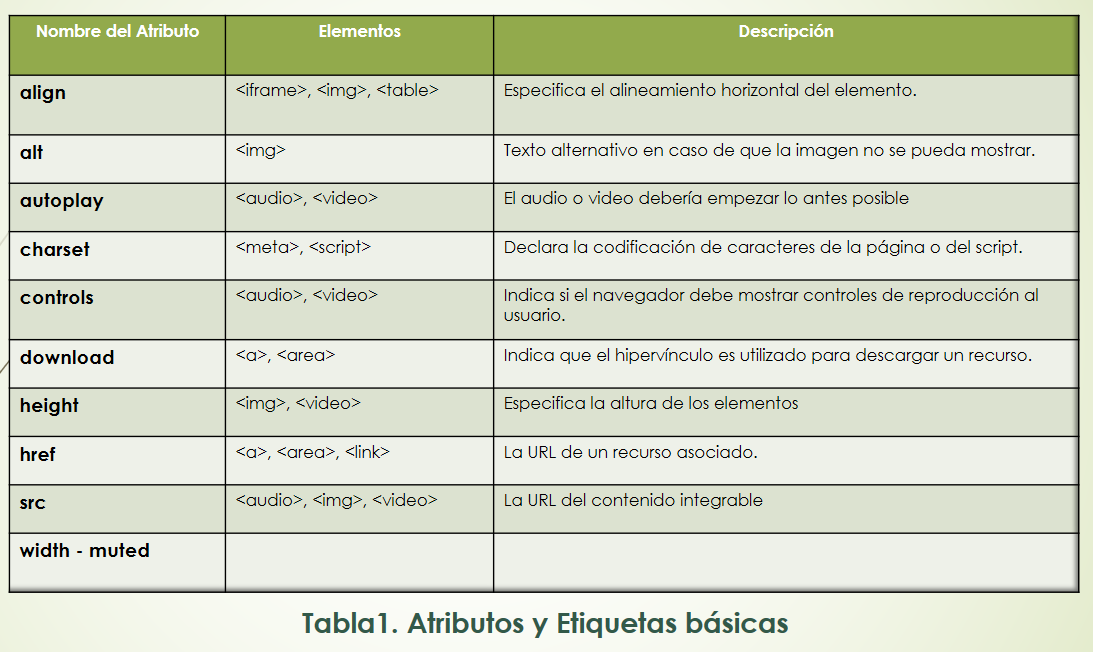 Nombre del Atributo Elementos Descripción
align <iframe>, <img>, <table> Especifica el alineamiento horizontal del elemento.
alt <img> Texto alternativo en caso de que la imagen no se pueda mostrar.
autoplay <audio>, <video> El audio o video debería empezar lo antes posible
charset <meta>, <script> Declara la codificación de caracteres de la página o del script.
controls <audio>, <video> Indica si el navegador debe mostrar controles de reproducción al
usuario.
download <a>, <area> Indica que el hipervínculo es utilizado para descargar un recurso.
height <img>, <video> Especifica la altura de los elementos
href <a>, <area>, <link> La URL de un recurso asociado.
src <audio>, <img>, <video> La URL del contenido integrable
width - muted
Tabla1. Atributos y Etiquetas básicas